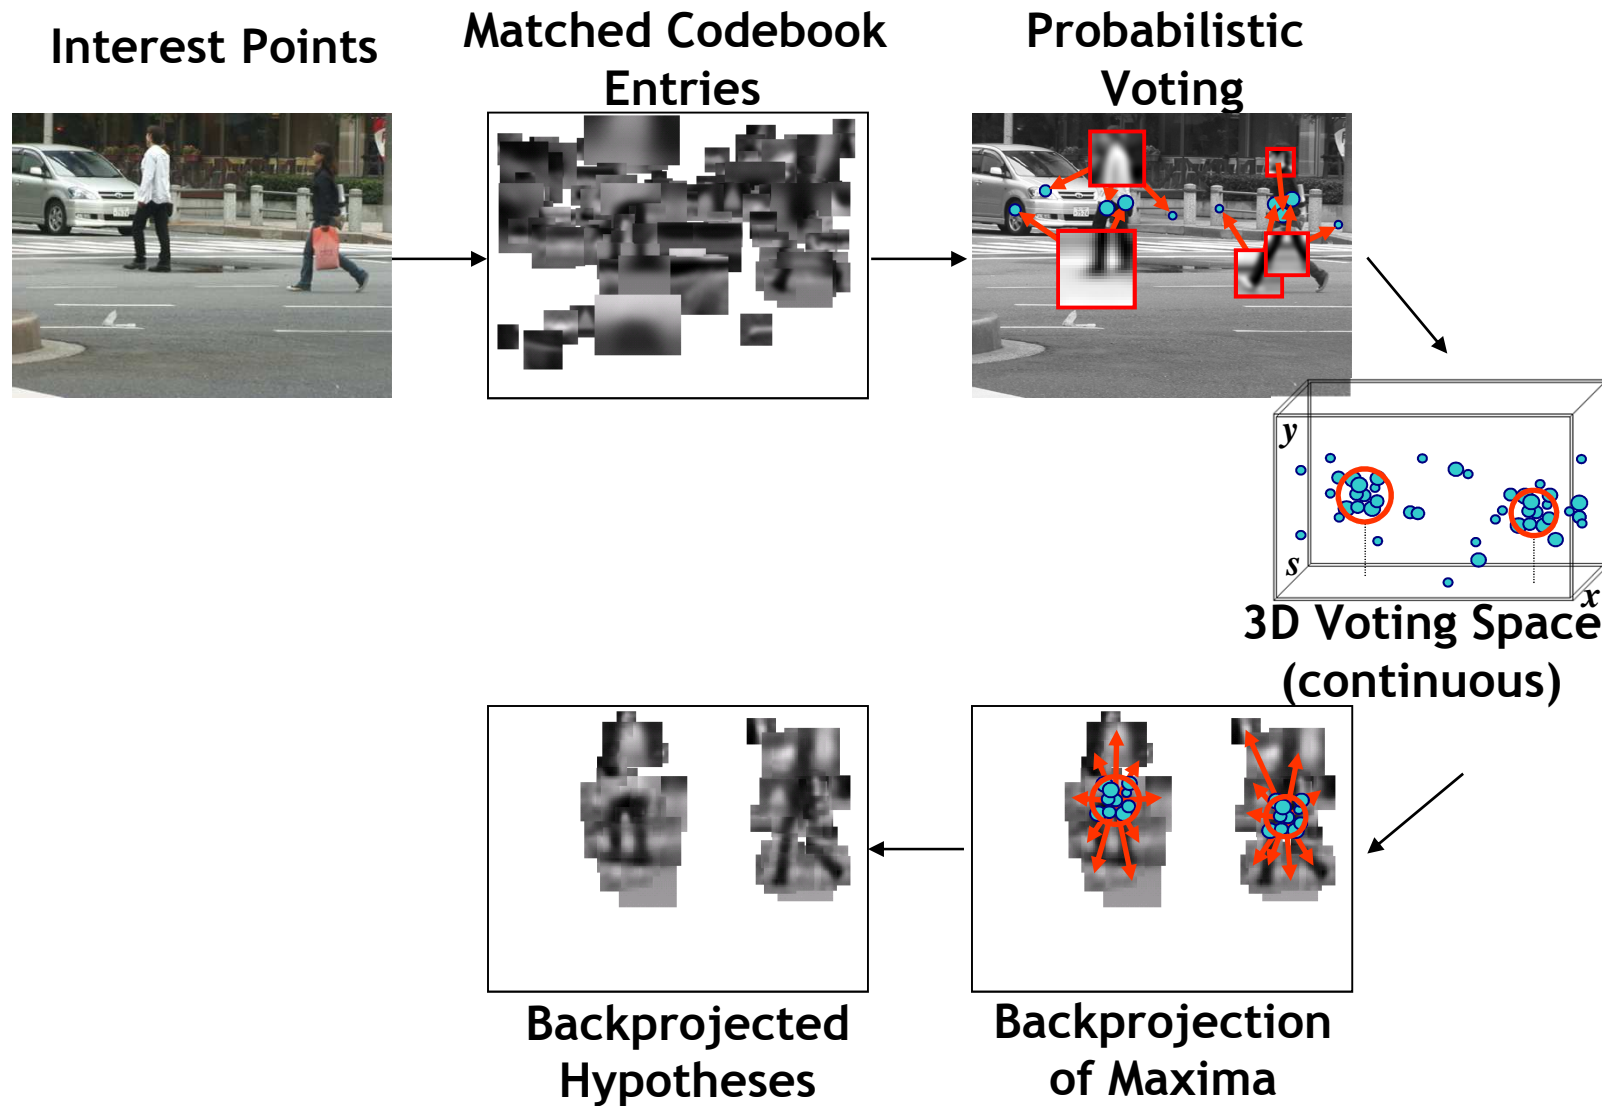 Interest Points
Matched Codebook
Entries
Probabilistic
Voting
y
s
x
3D Voting Space
(continuous)
Backprojection
of Maxima
Backprojected
Hypotheses